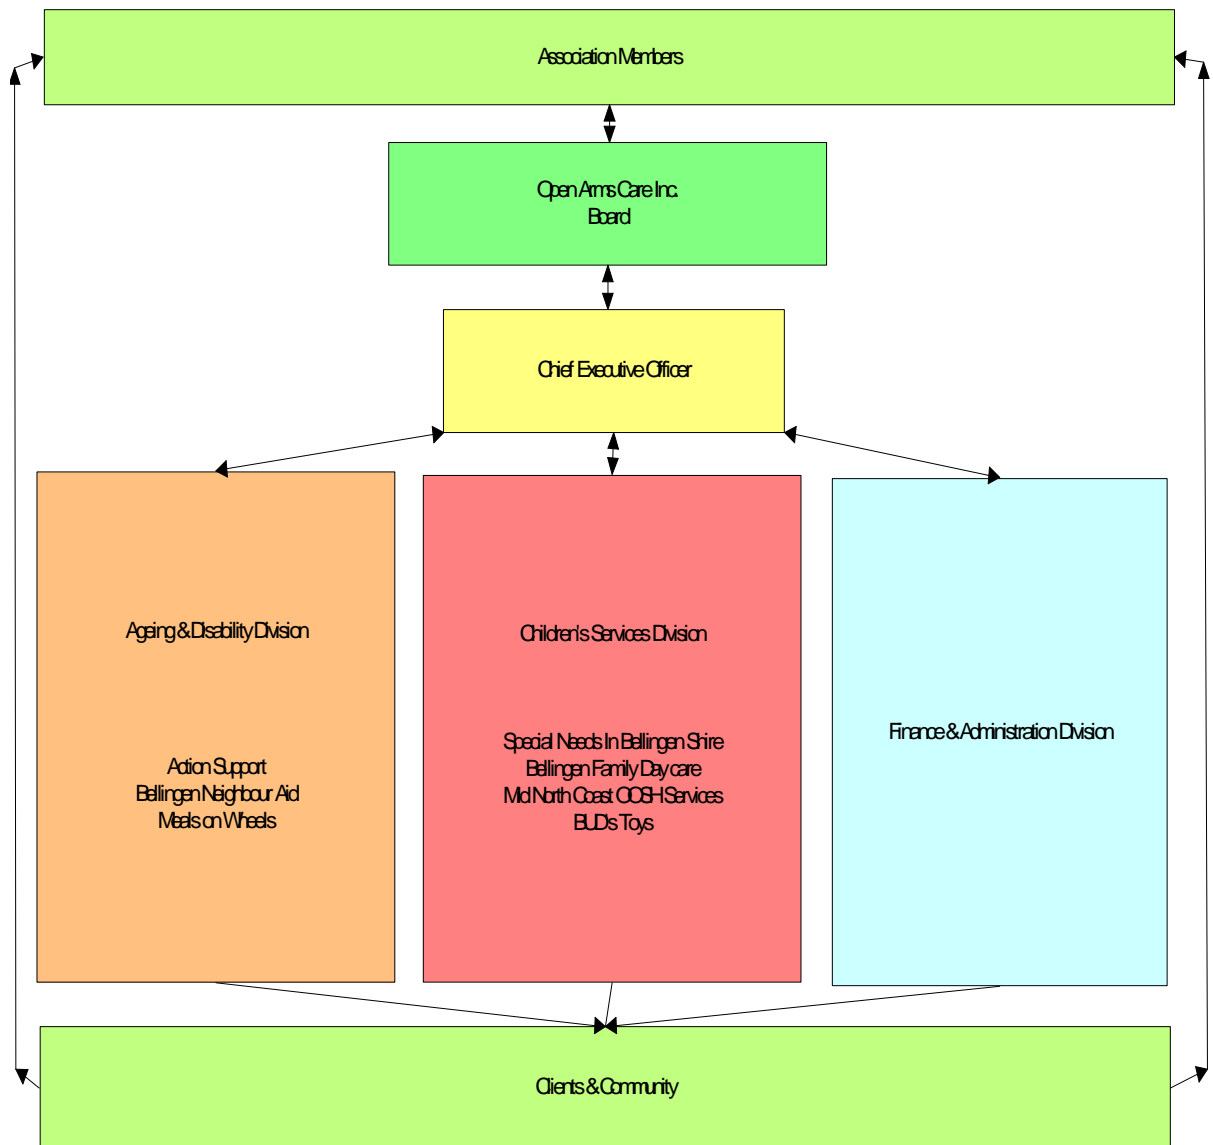 Association Members
Open Arms Care Inc.
Board
Chief Executive Officer
Ageing & Disability Division
Action Support
Bellingen Neighbour Aid
Meals on Wheels
Children's Services Division
Special Needs In Bellingen Shire
Bellingen Family Day care
Mid North Coast OOSH Services
BUD's Toys
Finance & Administration Division
Clients & Community